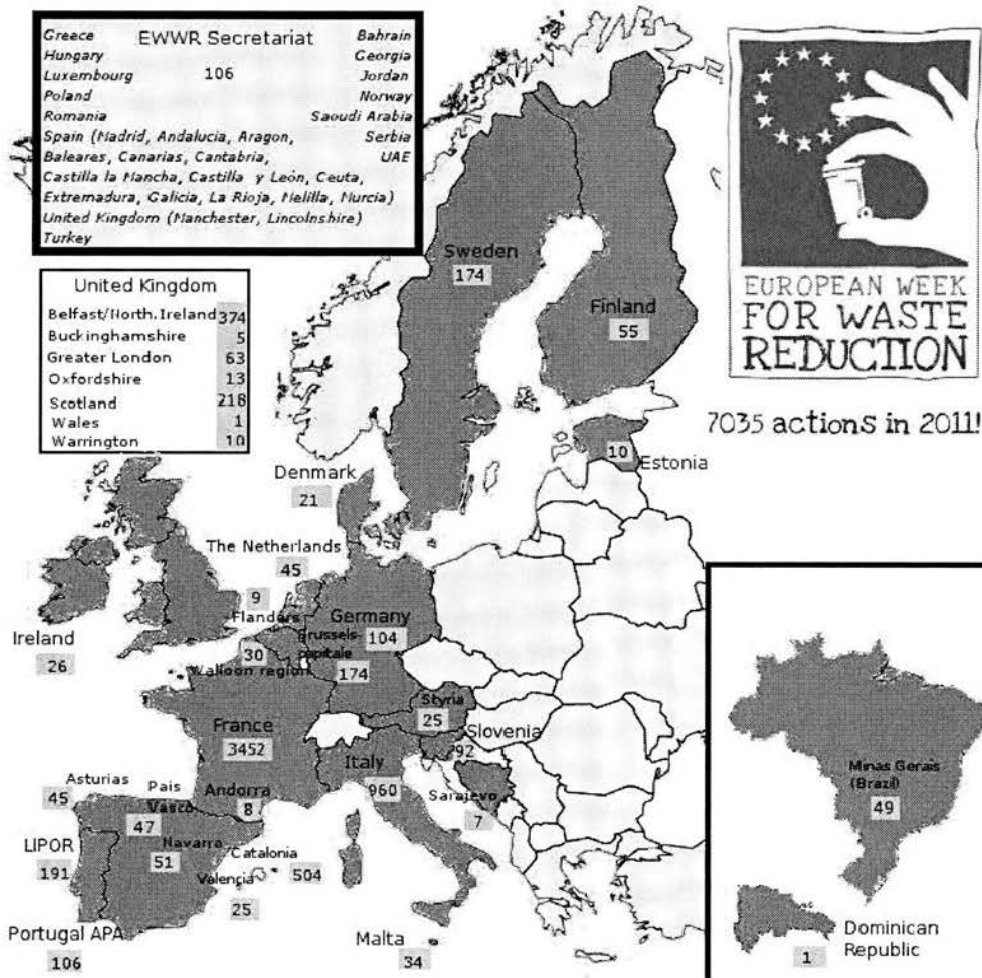 Greece EWWR Secretariat Bahrain
Hungary Georgia
Luxembourg 106 Jordan
Poland Norway
Romania Saoudi Arabia
Spain (Madrid, Andalucia, Aragon, Serbia
Baleares, Canarias, Cantabria, UAE
Castilla la Mancha, Castilla y León, Ceuta,
Extremadura, Galicia, La Rioja, Melilla, Murcia)
United Kingdom (Manchester, Lincolnshire)
Turkey
EUROPEAN WEEK
FOR WASTE
REDUCTION
7035 actions in 2011!
United Kingdom
Belfast/North.Ireland 374
Buckinghamshire 5
Greater London 63
Oxfordshire 13
Scotland 218
Wales 1
Warrington 10
Sweden
174
Finland
55
10
Estonia
Denmark
21
The Netherlands
45
9
Flanders
Germany
104
Brussels-
capitale
174
30
Walloon region
Ireland
26
Styria
25
Slovenia
92
France
3452
Italy
960
Sarajevo
7
Asturias
45
Pais
Vasco
47
Andorra
8
LIPOR
191
Navarra
51
Catalonia
504
Valencia
25
Portugal APA
106
Malta
34
Minas Gerais
(Brazil)
49
Dominican
Republic
1